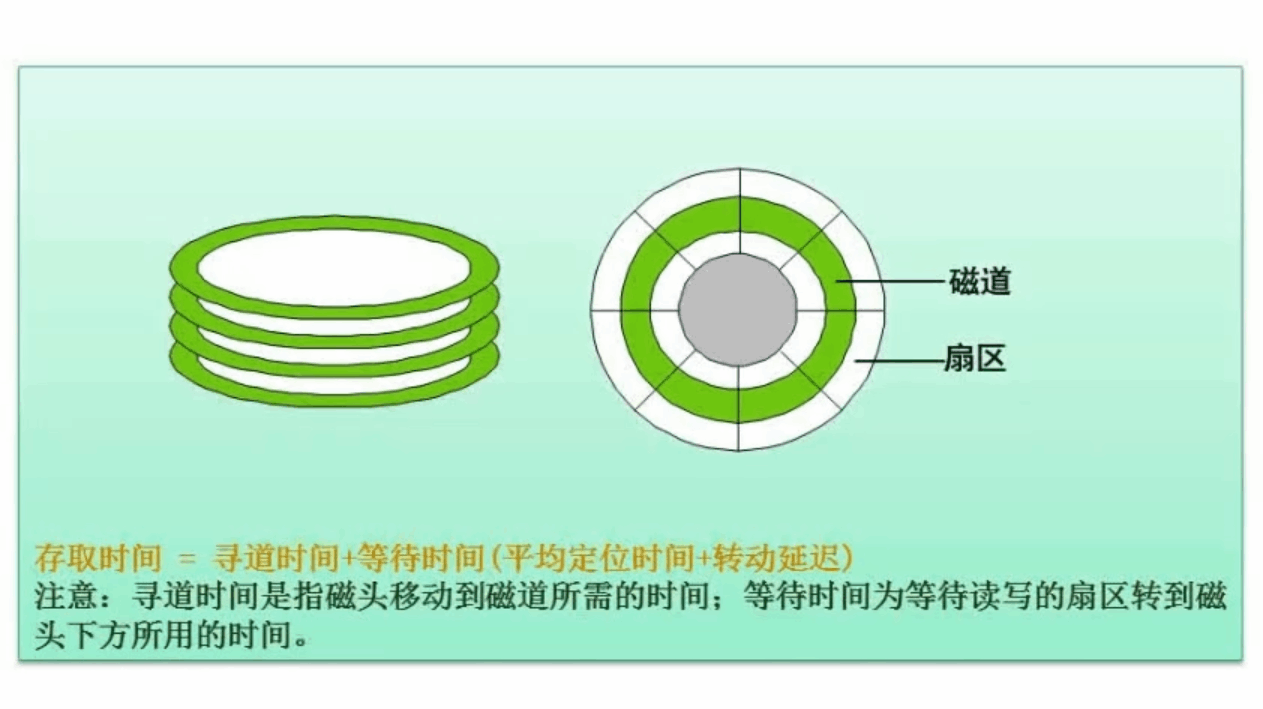 磁道
扇区
存取时间 = 寻道时间+等待时间(平均定位时间+转动延迟)
注意：寻道时间是指磁头移动到磁道所需的时间；等待时间为等待读写的扇区转到磁
头下方所用的时间。